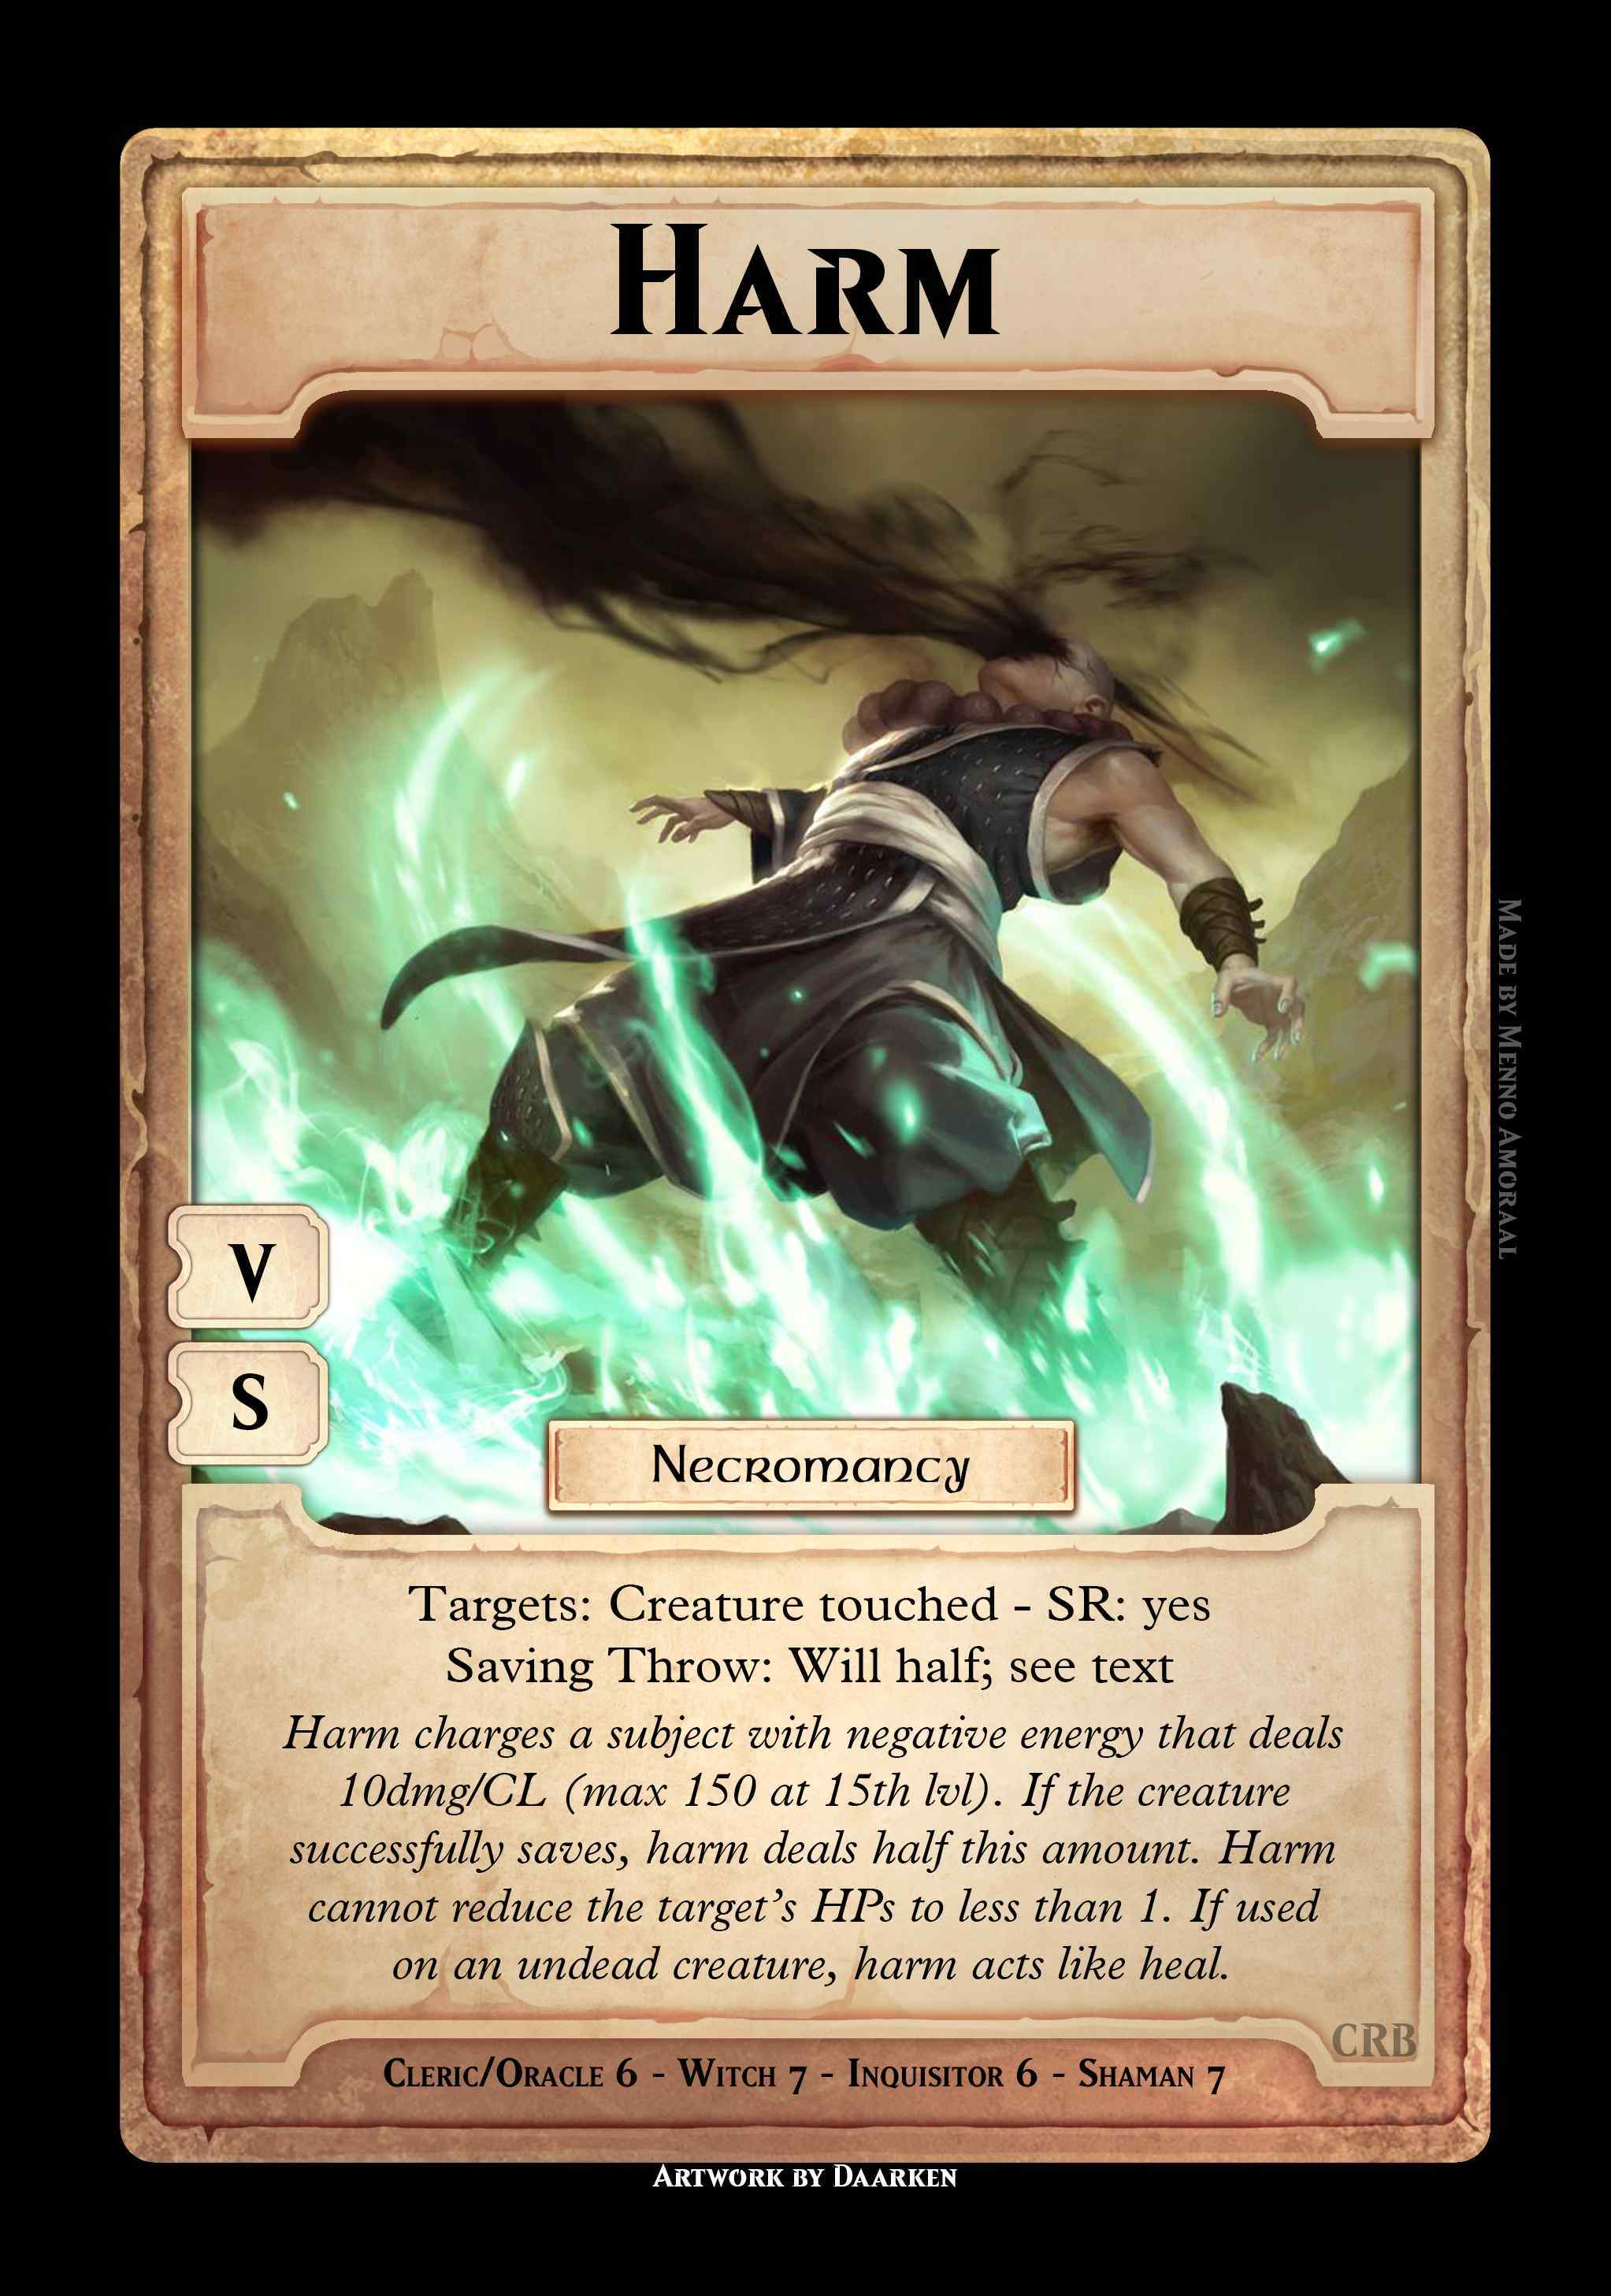 Harm
V
S
Necromancy
Targets: Creature touched - SR: yes
Saving Throw: Will half; see text
Harm charges a subject with negative energy that deals
10dmg/CL (max 150 at 15th lvl). If the creature
successfully saves, harm deals half this amount. Harm
cannot reduce the target's HPs to less than 1. If used
on an undead creature, harm acts like heal.
CRB
Cleric/Oracle 6 - Witch 7 - Inquisitor 6 - Shaman 7
Artwork by Daarken
Made by Menno Amoraal